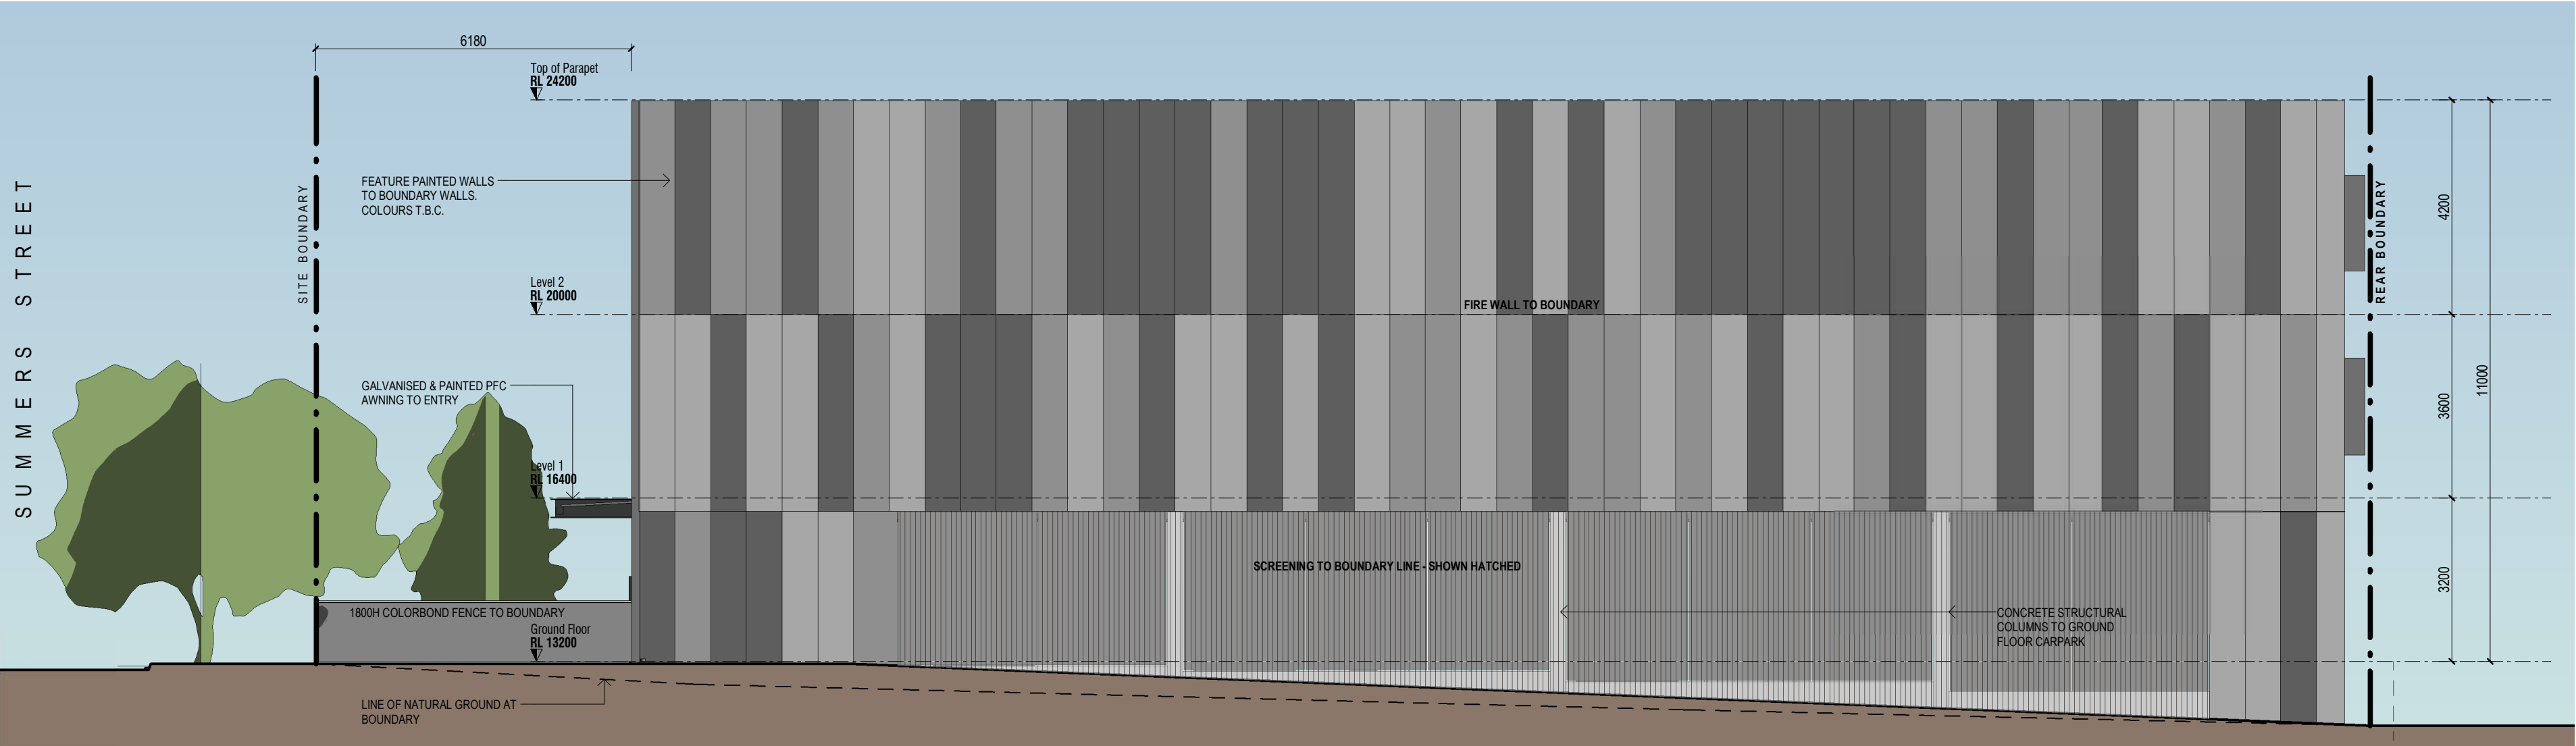 6180
Top of Parapet
RL 24200
FEATURE PAINTED WALLS
TO BOUNDARY WALLS.
COLOURS T.B.C.
SUMMERS STREET
SITE BOUNDARY
Level 2
RL 20000
FIRE WALL TO BOUNDARY
REAR BOUNDARY
4200
GALVANISED & PAINTED PFC
AWNING TO ENTRY
3600
11000
Level 1
RL 16400
SCREENING TO BOUNDARY LINE - SHOWN HATCHED
3200
1800H COLORBOND FENCE TO BOUNDARY
Ground Floor
RL 13200
CONCRETE STRUCTURAL
COLUMNS TO GROUND
FLOOR CARPARK
LINE OF NATURAL GROUND AT
BOUNDARY